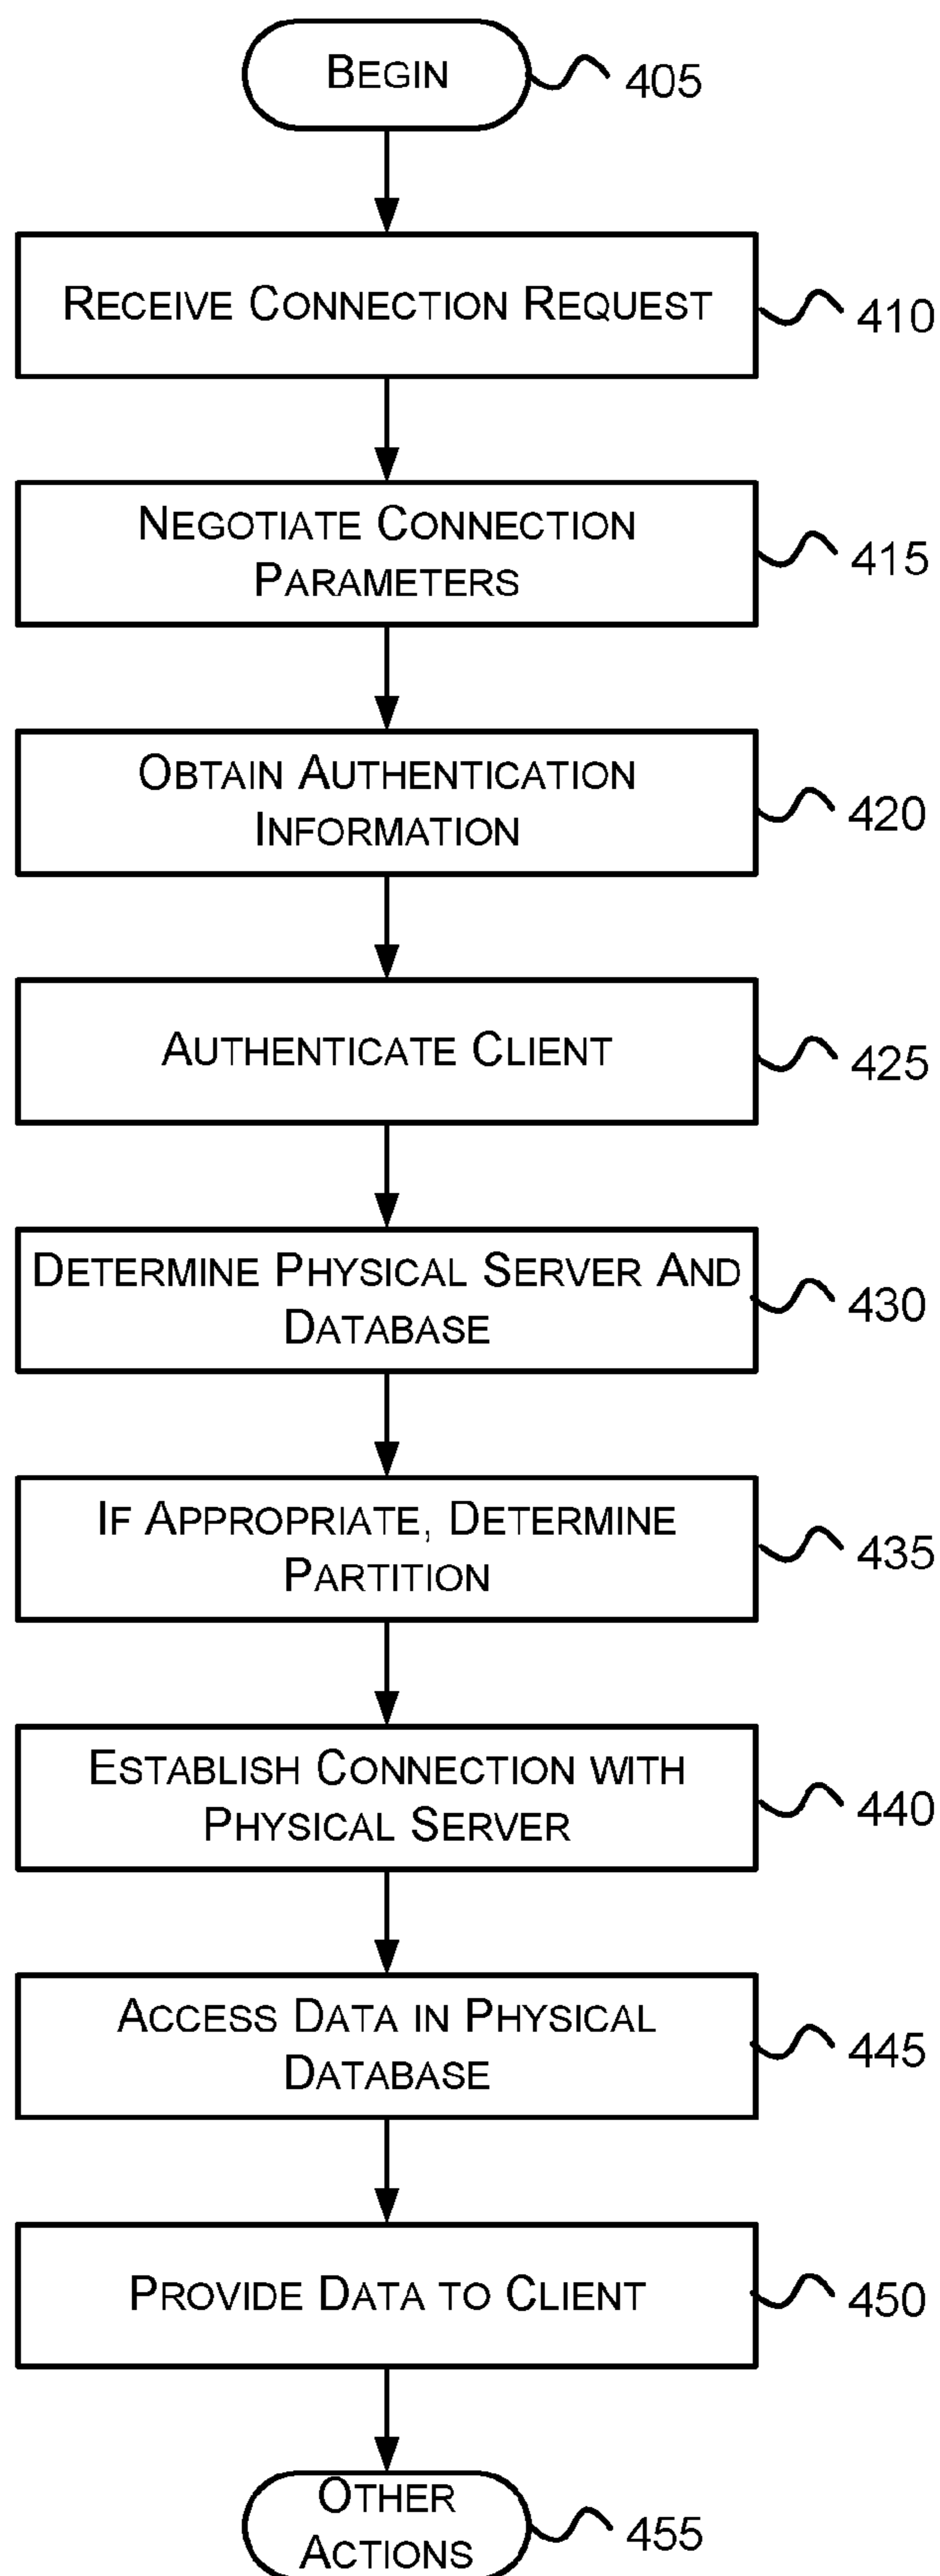 BEGIN
405
RECEIVE CONNECTION REQUEST
410
NEGOTIATE CONNECTION
PARAMETERS
415
OBTAIN AUTHENTICATION
INFORMATION
420
AUTHENTICATE CLIENT
425
DETERMINE PHYSICAL SERVER AND
DATABASE
430
IF APPROPRIATE, DETERMINE
PARTITION
435
ESTABLISH CONNECTION WITH
PHYSICAL SERVER
440
ACCESS DATA IN PHYSICAL
DATABASE
445
PROVIDE DATA TO CLIENT
450
OTHER
ACTIONS
455